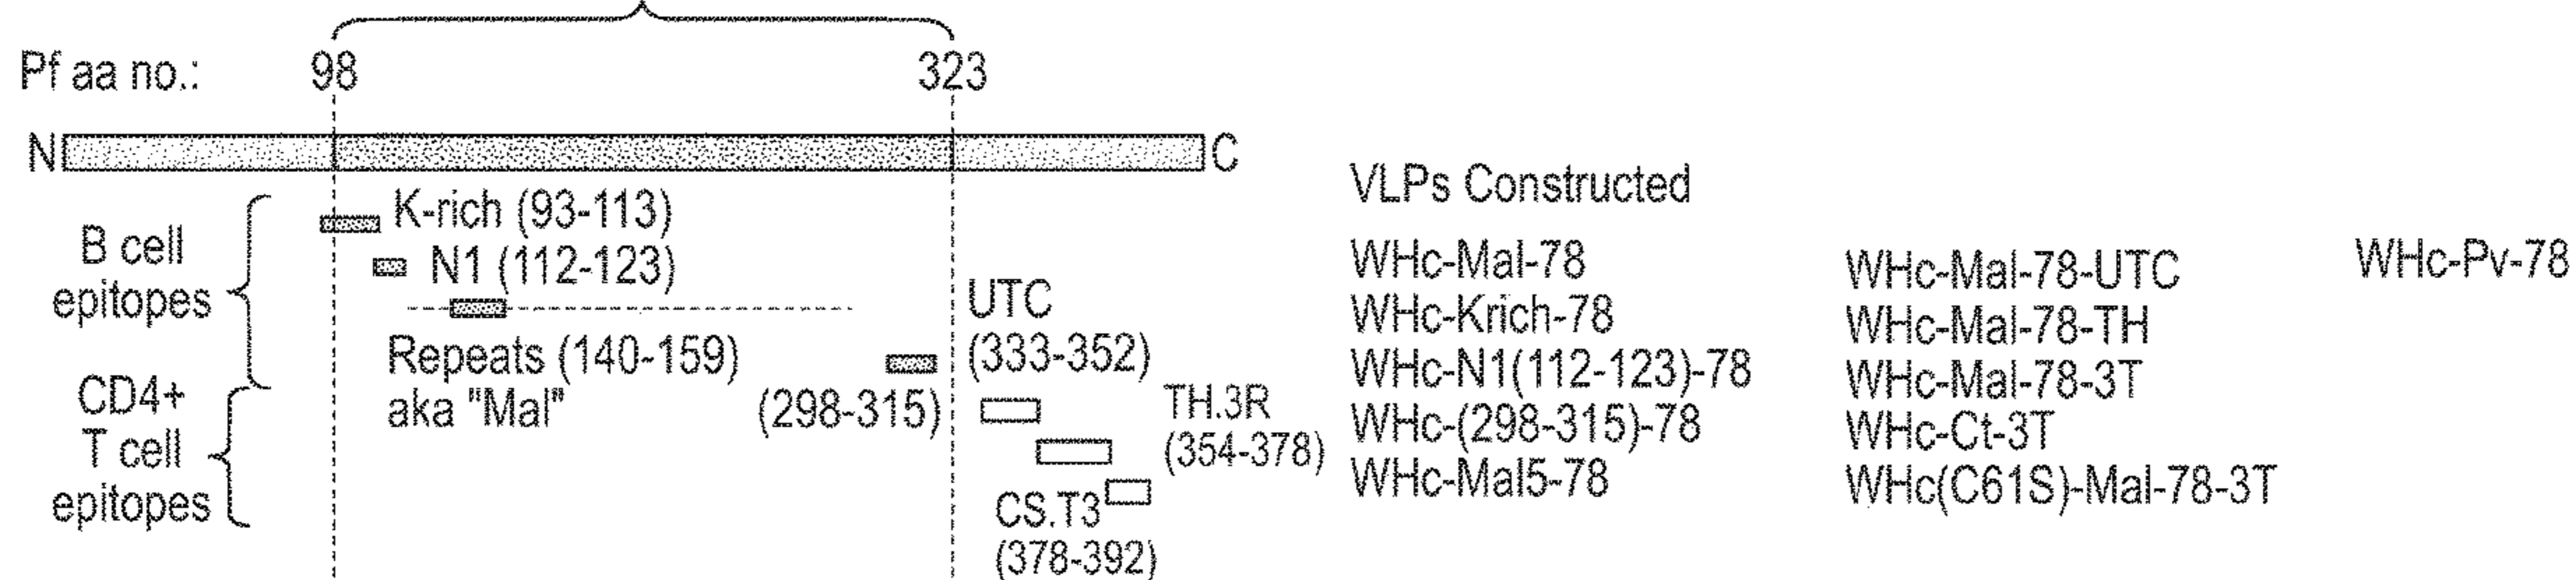 Pf aa no.: 98 323
N C
B cell
epitopes
K-rich (93-113)
N1 (112-123)
Repeats (140-159)
aka "Mal"
(298-315)
CD4+
T cell
epitopes
UTC
(333-352)
TH.3R
(354-378)
CS.T3
(378-392)
VLPs Constructed
WHc-Mal-78
WHc-Krich-78
WHc-N1(112-123)-78
WHc-(298-315)-78
WHc-Mal5-78
WHc-Mal-78-UTC
WHc-Mal-78-TH
WHc-Mal-78-3T
WHc-Ct-3T
WHc(C61S)-Mal-78-3T
WHc-Pv-78